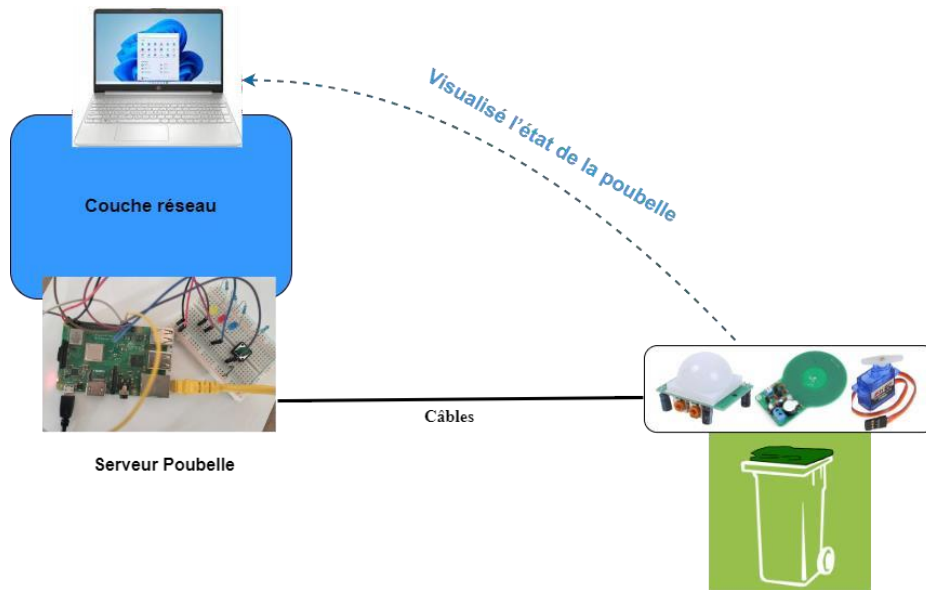 Visualisé l'état de la poubelle
Couche réseau
Câbles
Serveur Poubelle